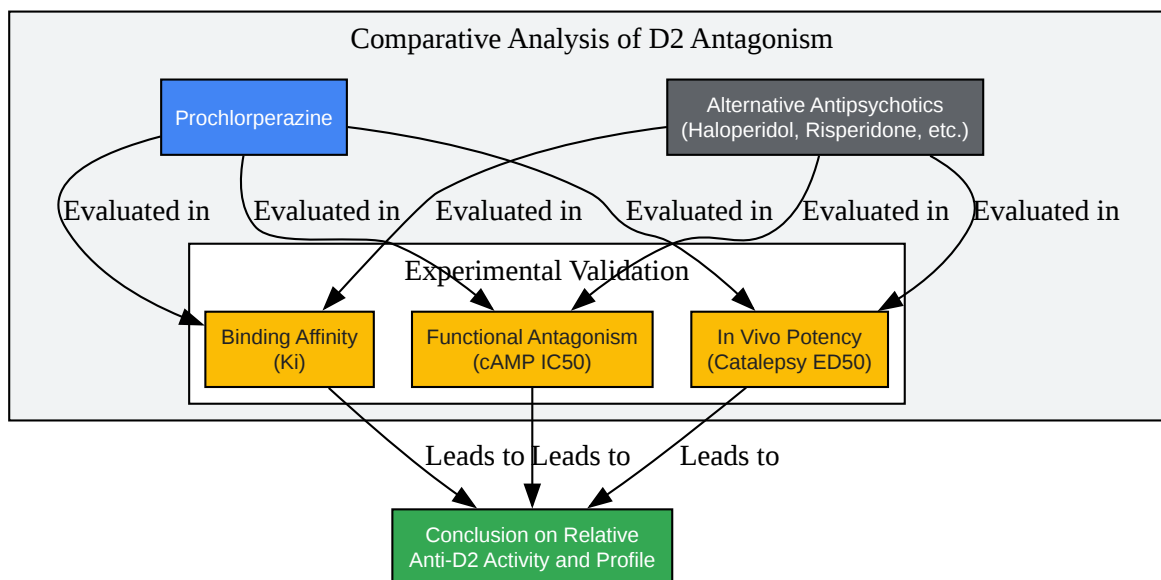 Comparative Analysis of D2 Antagonism
Prochlorperazine
Alternative Antipsychotics
(Haloperidol, Risperidone, etc.)
Evaluated in
Evaluated in
Evaluated in
Evaluated in
Evaluated in
Evaluated in
Experimental Validation
Binding Affinity
(Ki)
Functional Antagonism
(cAMP IC50)
In Vivo Potency
(Catalepsy ED50)
Leads to
Leads to
Leads to
Conclusion on Relative
Anti-D2 Activity and Profile